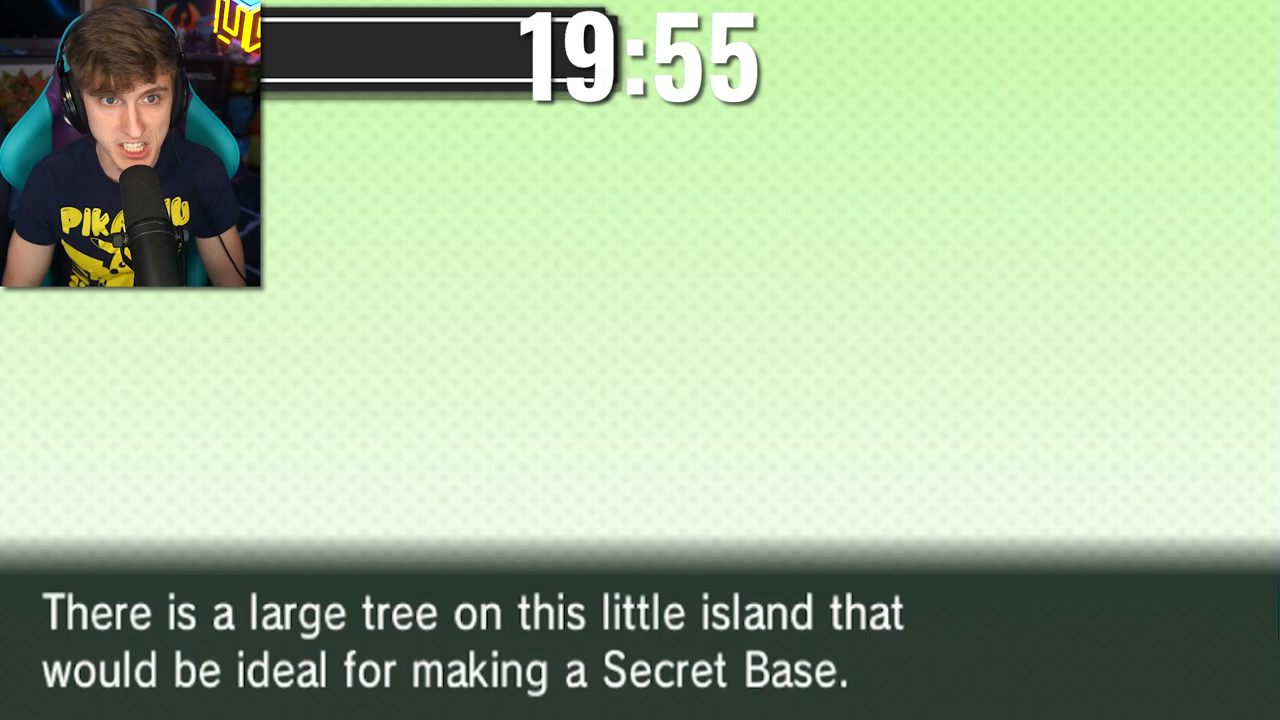 19:55
There is a large tree on this little island that
would be ideal for making a Secret Base.